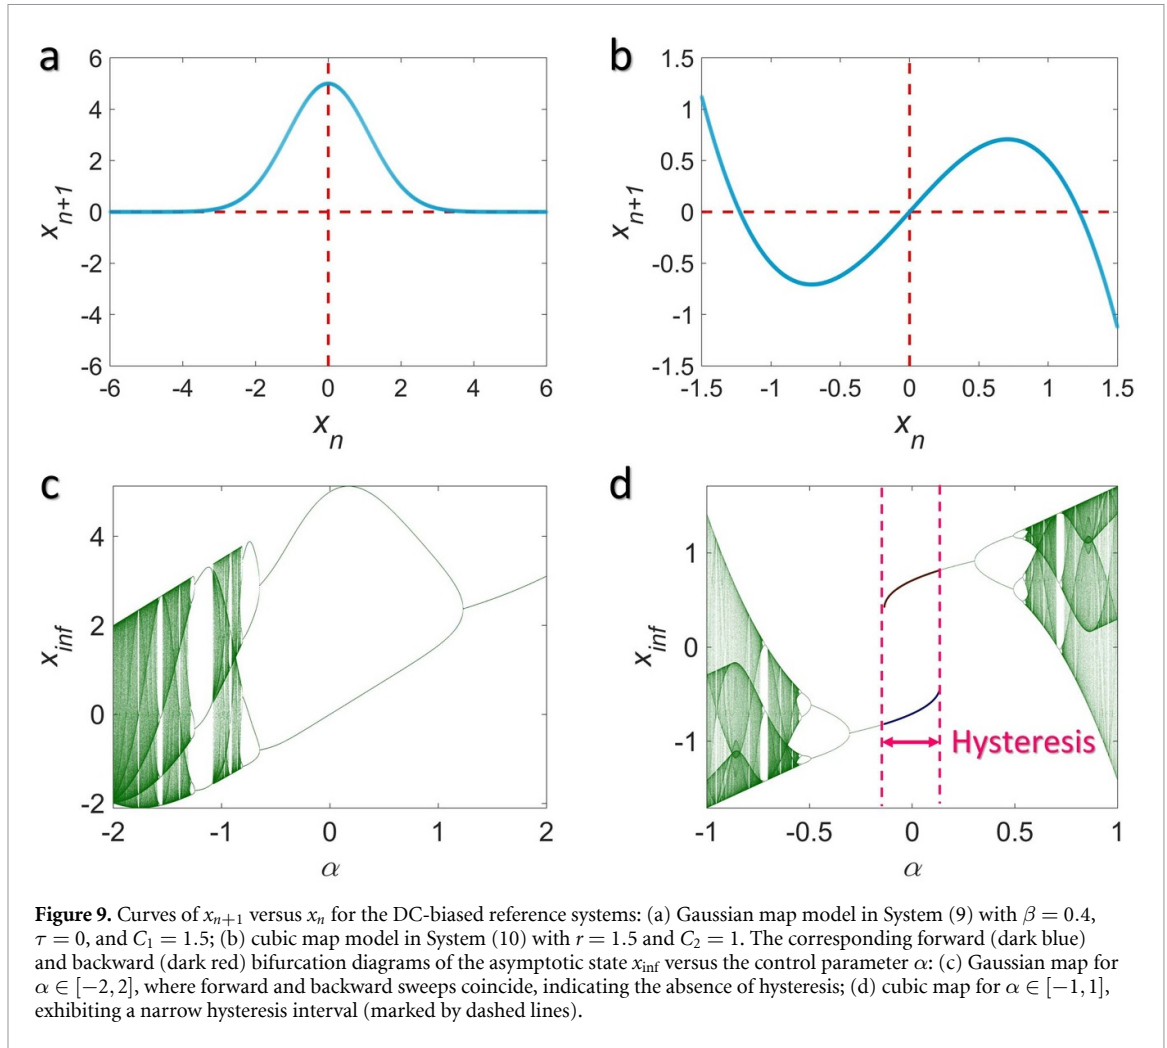 a
6
4
2
0
-2
-4
-6
-6 -4 -2 0 2 4 6
x_n
x_{n+1}
b
1.5
1
0.5
0
-0.5
-1
-1.5
-1.5 -1 -0.5 0 0.5 1 1.5
x_n
x_{n+1}
c
4
2
0
-2
-2 -1 0 1 2
α
x_{inf}
d
1
0
-1
Hysteresis
-1 -0.5 0 0.5 1
α
x_{inf}
Figure 9. Curves of x_{n+1} versus x_n for the DC-biased reference systems: (a) Gaussian map model in System (9) with β = 0.4,
τ = 0, and C_1 = 1.5; (b) cubic map model in System (10) with r = 1.5 and C_2 = 1. The corresponding forward (dark blue)
and backward (dark red) bifurcation diagrams of the asymptotic state x_{inf} versus the control parameter α: (c) Gaussian map for
α ∈ [−2, 2], where forward and backward sweeps coincide, indicating the absence of hysteresis; (d) cubic map for α ∈ [−1, 1],
exhibiting a narrow hysteresis interval (marked by dashed lines).